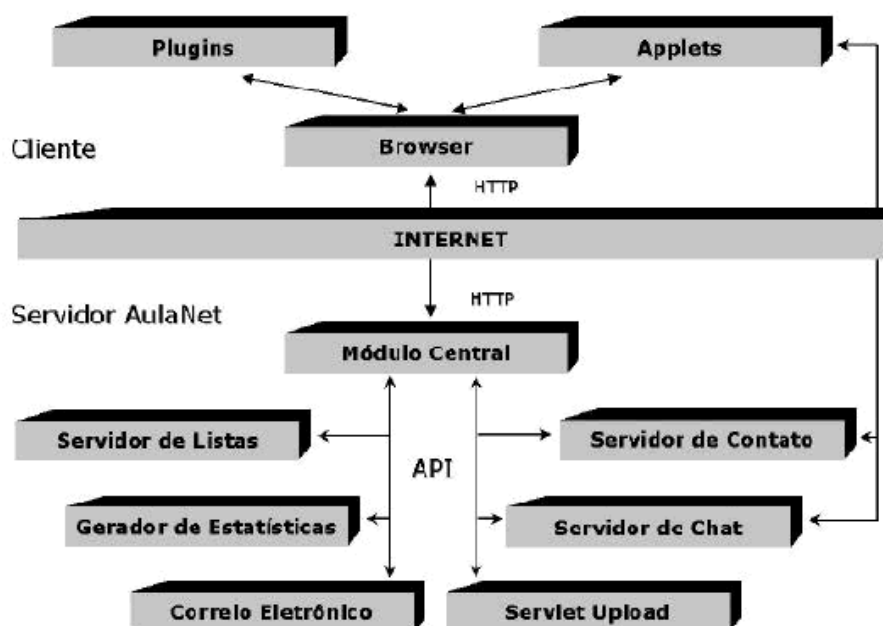 Plugins
Applets
Cliente
Browser
HTTP
INTERNET
HTTP
Servidor AulaNet
Módulo Central
Servidor de Listas
Servidor de Contato
API
Gerador de Estatísticas
Servidor de Chat
Correio Eletrônico
Servlet Upload